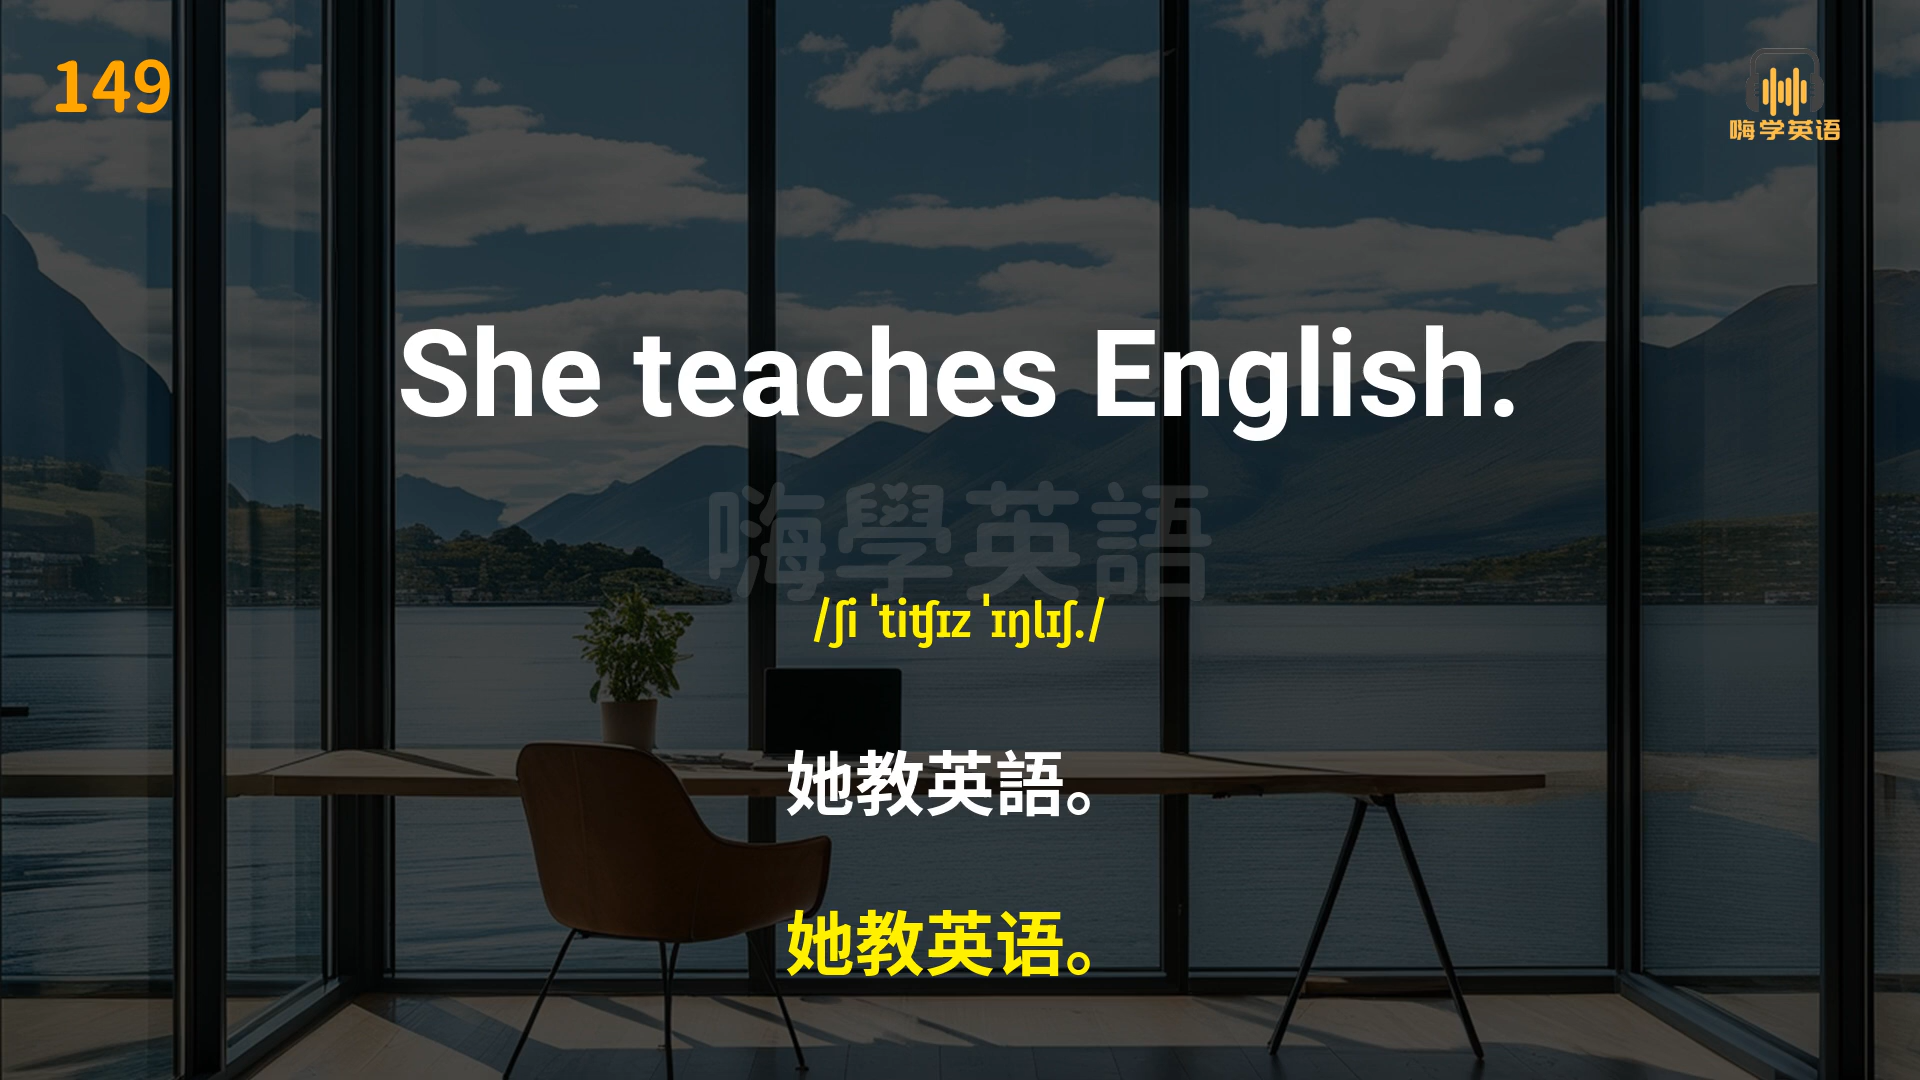 149
嗨学英语
She teaches English.
嗨學英語
/ʃi ˈtiʧɪz ˈɪŋlɪʃ./
她教英語。
她教英语。